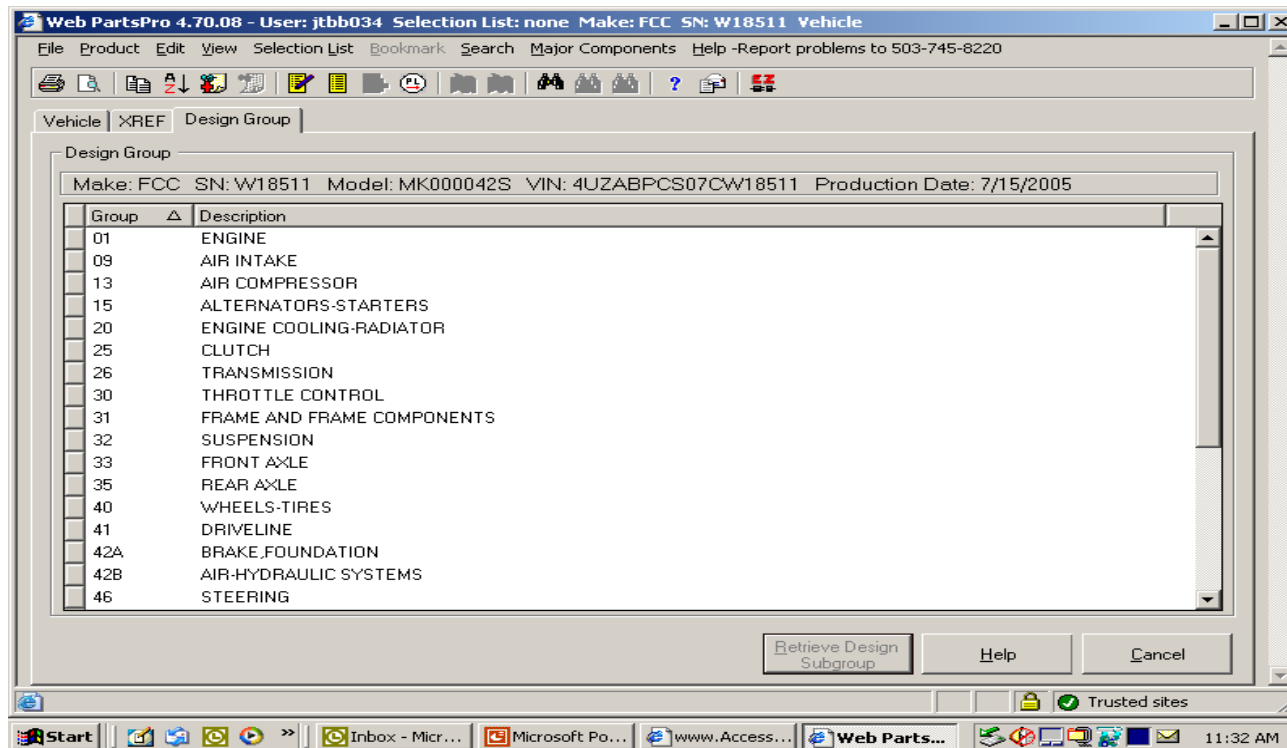 Web PartsPro 4.70.08 - User: jtbb034 Selection List: none Make: FCC SN: W18511 Vehicle
File Product Edit View Selection List Bookmark Search Major Components Help -Report problems to 503-745-8220
Vehicle XREF Design Group
Design Group
Make: FCC SN: W18511 Model: MK000042S VIN: 4UZABPCS07CW18511 Production Date: 7/15/2005
Group Description
01 ENGINE
09 AIR INTAKE
13 AIR COMPRESSOR
15 ALTERNATORS-STARTERS
20 ENGINE COOLING-RADIATOR
25 CLUTCH
26 TRANSMISSION
30 THROTTLE CONTROL
31 FRAME AND FRAME COMPONENTS
32 SUSPENSION
33 FRONT AXLE
35 REAR AXLE
40 WHEELS-TIRES
41 DRIVELINE
42A BRAKE,FOUNDATION
42B AIR-HYDRAULIC SYSTEMS
46 STEERING
Retrieve Design Subgroup Help Cancel
Trusted sites
Start » Inbox - Micr... Microsoft Po... www.Access... Web Parts... 11:32 AM